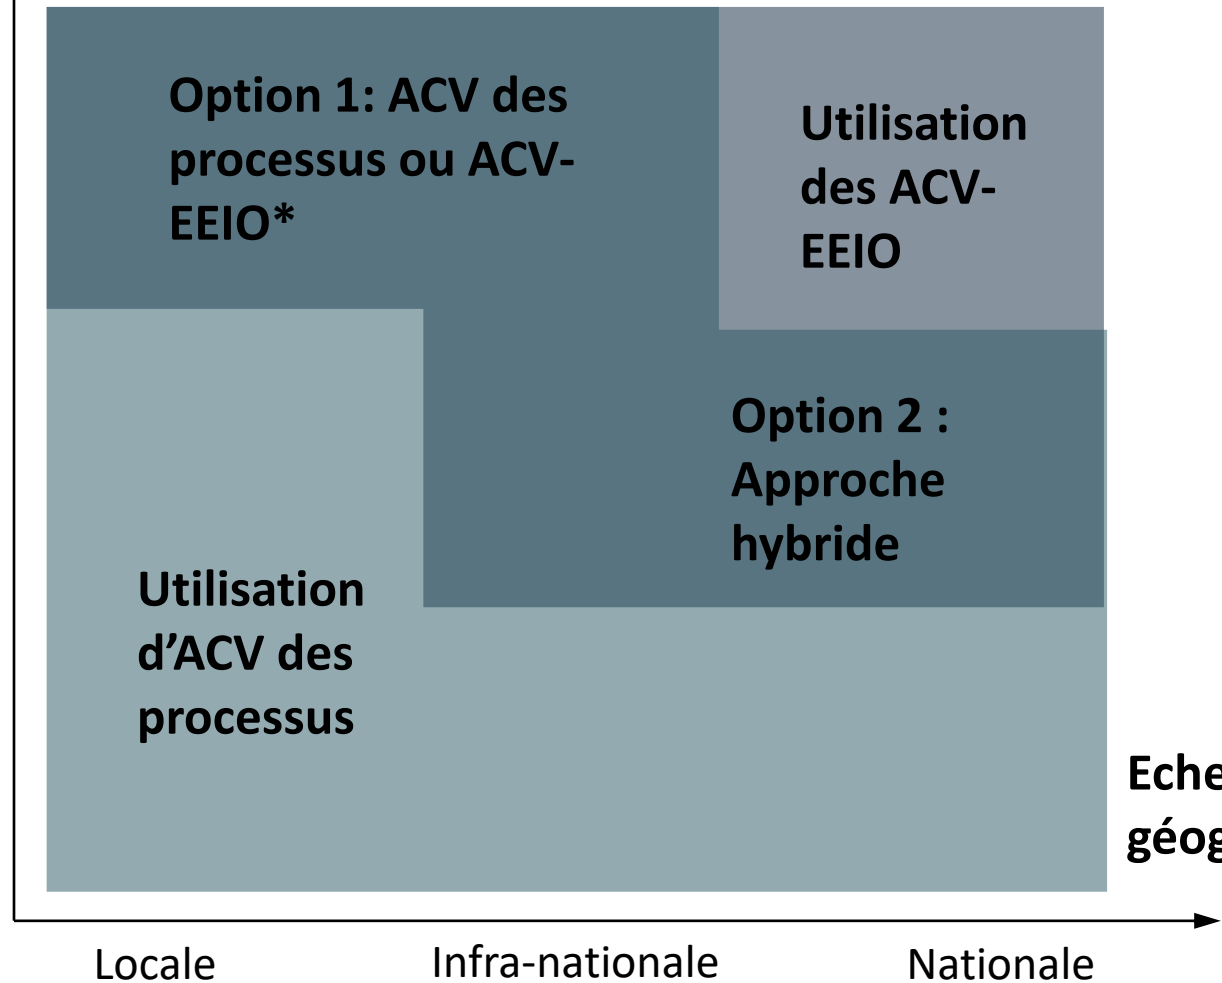 Option 1: ACV des
processus ou ACV-
EEIO*
Utilisation
des ACV-
EEIO
Option 2 :
Approche
hybride
Utilisation
d’ACV des
processus
Locale
Infra-nationale
Nationale